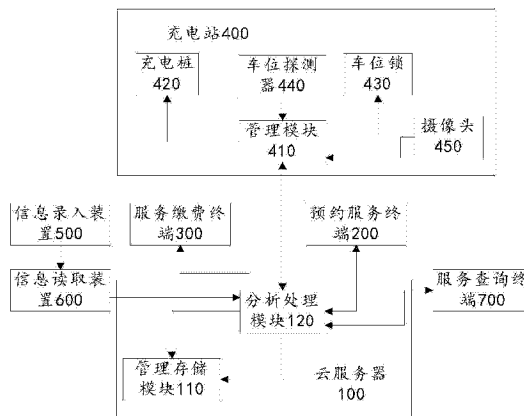 充电站400
充电桩
420
车位探测
器440
车位锁
430
管理模块
410
摄像头
450
信息录入装
置500
服务缴费终
端300
预约服务终
端200
信息读取装
置600
分析处理
模块120
服务查询终
端700
管理存储
模块110
云服务器
100